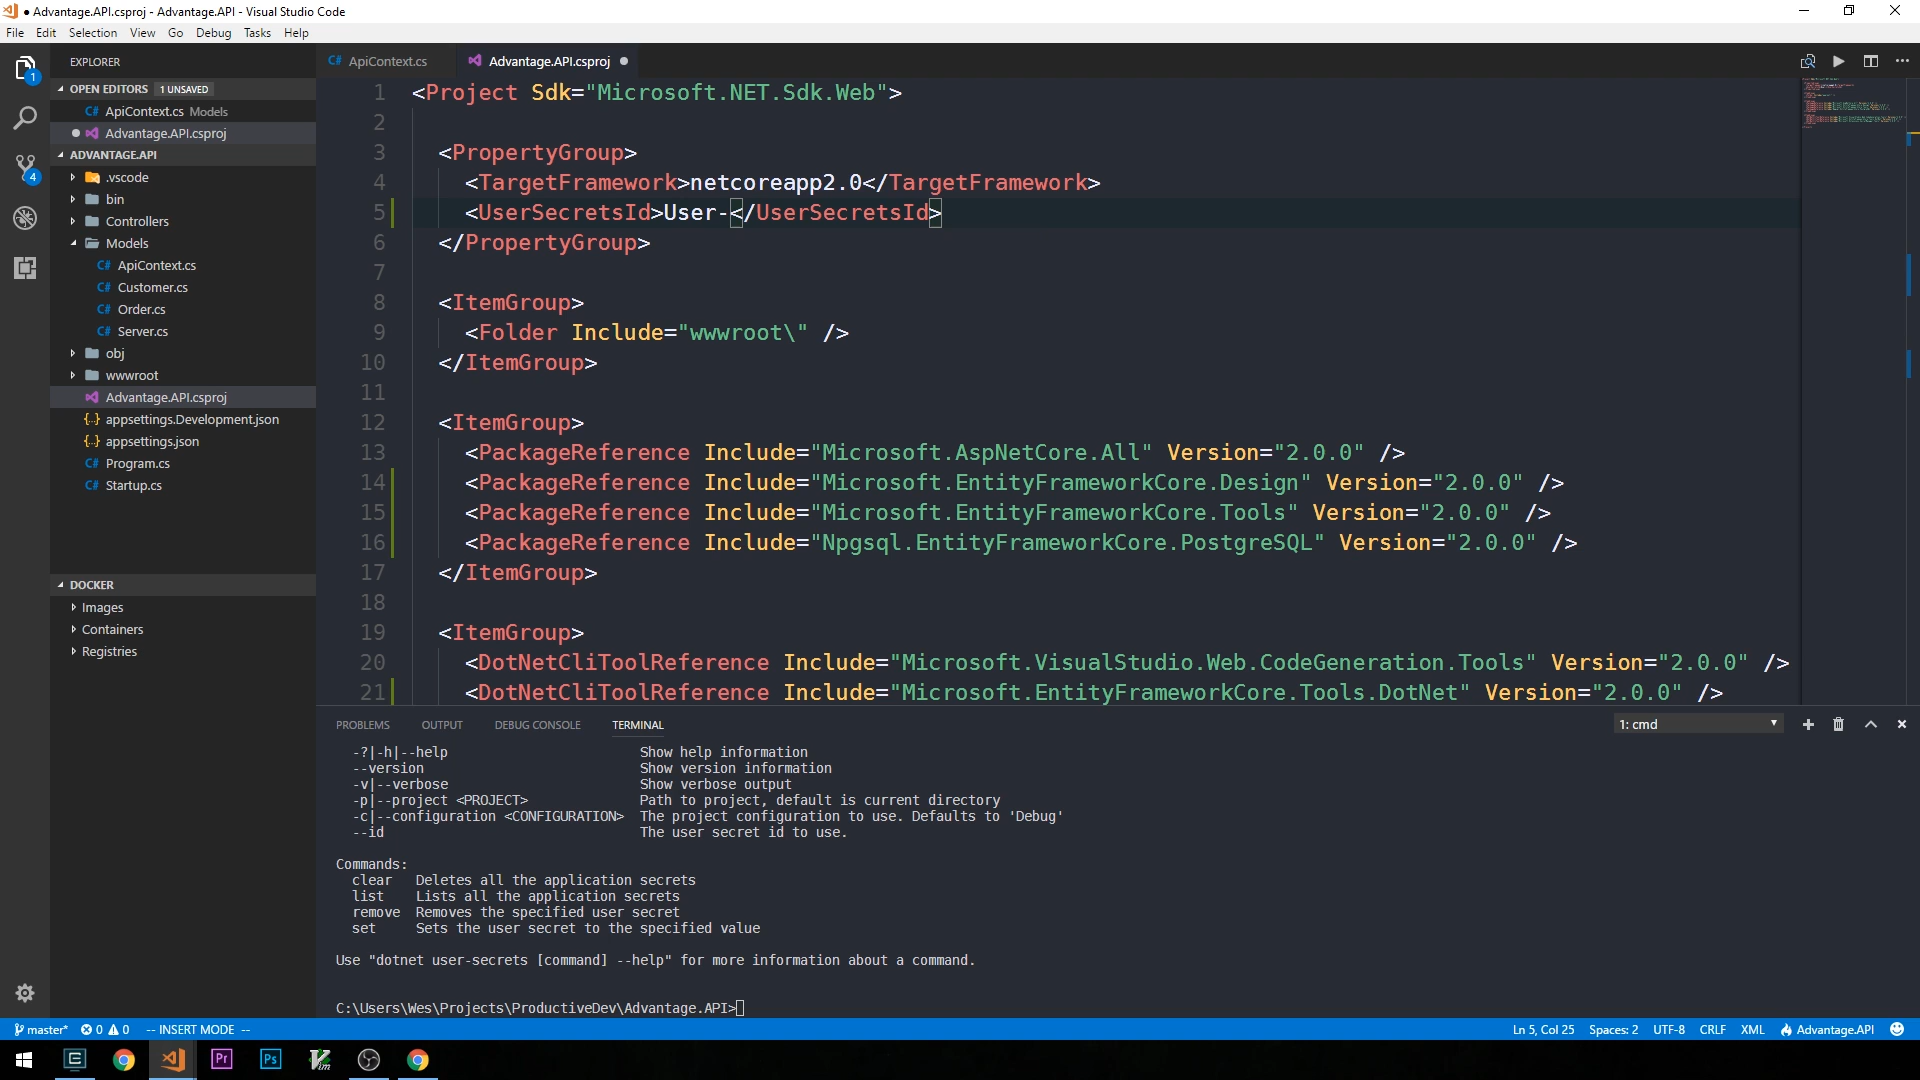 ● Advantage.API.csproj - Advantage.API - Visual Studio Code
File Edit Selection View Go Debug Tasks Help
EXPLORER
OPEN EDITORS 1 UNSAVED
C# ApiContext.cs Models
Advantage.API.csproj
ADVANTAGE.API
.vscode
bin
Controllers
Models
C# ApiContext.cs
C# Customer.cs
C# Order.cs
C# Server.cs
obj
wwwroot
Advantage.API.csproj
{..} appsettings.Development.json
{..} appsettings.json
C# Program.cs
C# Startup.cs
DOCKER
Images
Containers
Registries
1
4
C# ApiContext.cs
Advantage.API.csproj ●
1 <Project Sdk="Microsoft.NET.Sdk.Web">
2
3 <PropertyGroup>
4 <TargetFramework>netcoreapp2.0</TargetFramework>
5 <UserSecretsId>User-</UserSecretsId>
6 </PropertyGroup>
7
8 <ItemGroup>
9 <Folder Include="wwwroot\" />
10 </ItemGroup>
11
12 <ItemGroup>
13 <PackageReference Include="Microsoft.AspNetCore.All" Version="2.0.0" />
14 <PackageReference Include="Microsoft.EntityFrameworkCore.Design" Version="2.0.0" />
15 <PackageReference Include="Microsoft.EntityFrameworkCore.Tools" Version="2.0.0" />
16 <PackageReference Include="Npgsql.EntityFrameworkCore.PostgreSQL" Version="2.0.0" />
17 </ItemGroup>
18
19 <ItemGroup>
20 <DotNetCliToolReference Include="Microsoft.VisualStudio.Web.CodeGeneration.Tools" Version="2.0.0" />
21 <DotNetCliToolReference Include="Microsoft.EntityFrameworkCore.Tools.DotNet" Version="2.0.0" />
PROBLEMS OUTPUT DEBUG CONSOLE TERMINAL
1: cmd
-?|-h|--help Show help information
--version Show version information
-v|--verbose Show verbose output
-p|--project <PROJECT> Path to project, default is current directory
-c|--configuration <CONFIGURATION> The project configuration to use. Defaults to 'Debug'
--id The user secret id to use.
Commands:
clear Deletes all the application secrets
list Lists all the application secrets
remove Removes the specified user secret
set Sets the user secret to the specified value
Use "dotnet user-secrets [command] --help" for more information about a command.
C:\Users\Wes\Projects\ProductiveDev\Advantage.API>
master* 0 0 -- INSERT MODE --
Ln 5, Col 25 Spaces: 2 UTF-8 CRLF XML Advantage.API
Pr
Ps
Vim